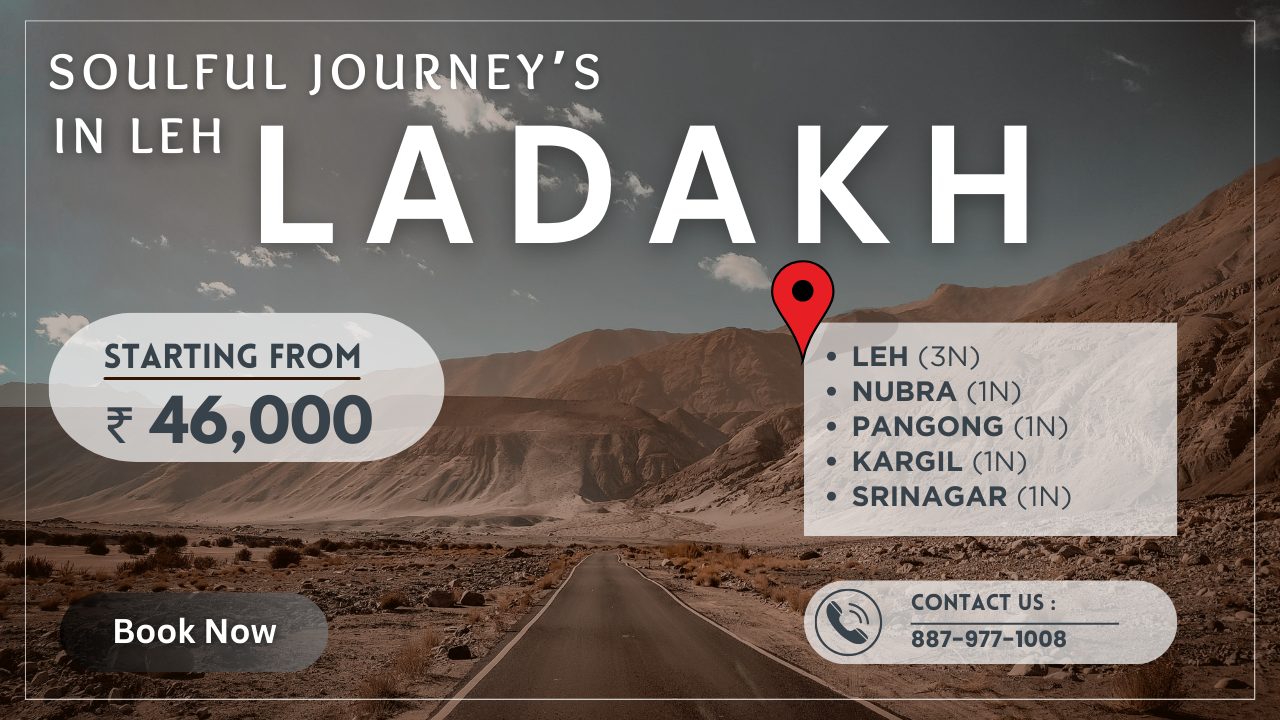 SOULFUL JOURNEY'S
IN LEH
LADAKH
STARTING FROM
₹ 46,000
• LEH (3N)
• NUBRA (1N)
• PANGONG (1N)
• KARGIL (1N)
• SRINAGAR (1N)
Book Now
CONTACT US :
887-977-1008